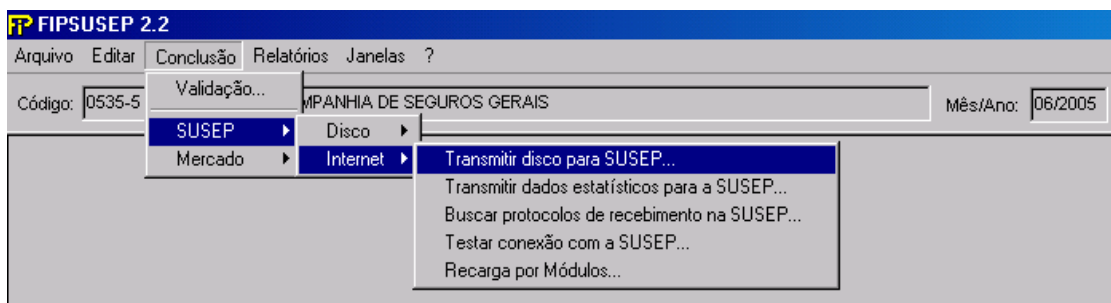 FIPSUSEP 2.2
Arquivo Editar Conclusão Relatórios Janelas ?
Código: 0535-5 MPANHIA DE SEGUROS GERAIS Mês/Ano: 06/2005
Validação...
SUSEP Disco
Mercado Internet Transmitir disco para SUSEP...
Transmitir dados estatísticos para a SUSEP...
Buscar protocolos de recebimento na SUSEP...
Testar conexão com a SUSEP...
Recarga por Módulos...